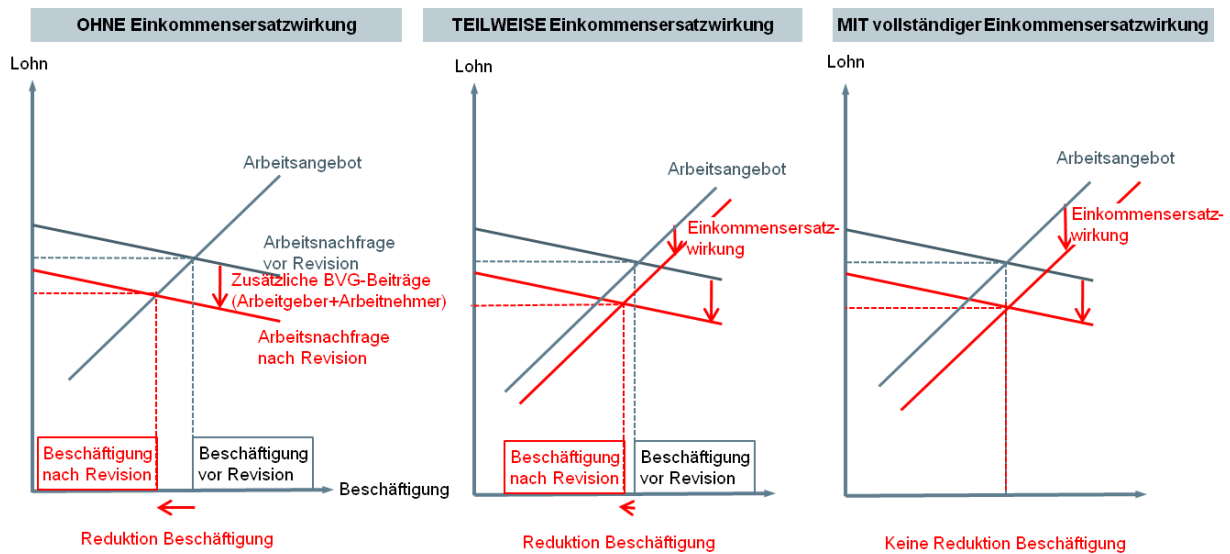 OHNE Einkommensersatzwirkung
Lohn
Arbeitsangebot
Arbeitsnachfrage
vor Revision
Zusätzliche BVG-Beiträge
(Arbeitgeber+Arbeitnehmer)
Arbeitsnachfrage
nach Revision
Beschäftigung
nach Revision
Beschäftigung
vor Revision
Beschäftigung
Reduktion Beschäftigung
TEILWEISE Einkommensersatzwirkung
Lohn
Arbeitsangebot
Einkommensersatz-
wirkung
Beschäftigung
nach Revision
Beschäftigung
vor Revision
Reduktion Beschäftigung
MIT vollständiger Einkommensersatzwirkung
Lohn
Arbeitsangebot
Einkommensersatz-
wirkung
Keine Reduktion Beschäftigung